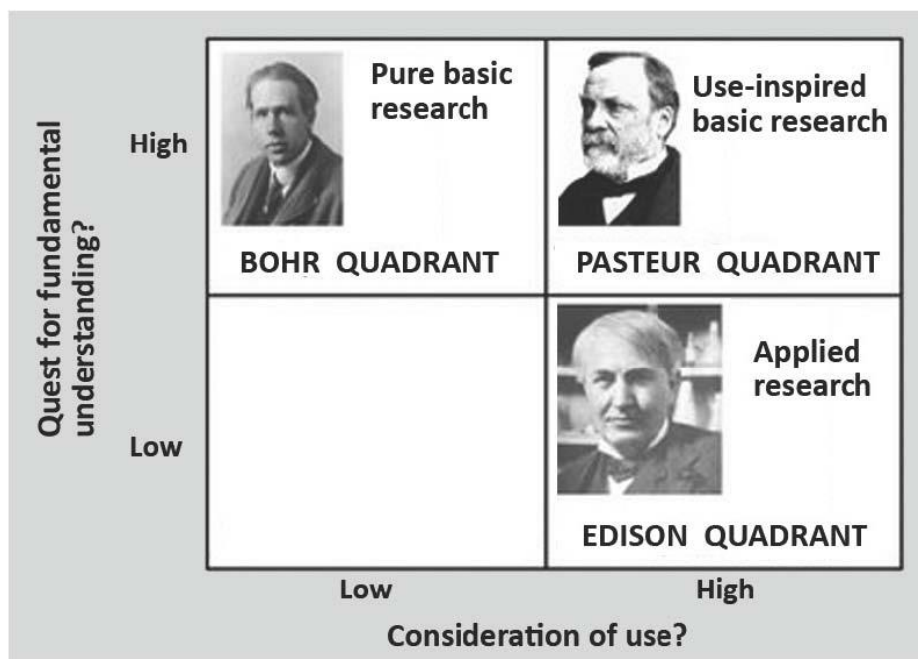 Quest for fundamental
understanding?
High
Low
Pure basic
research
BOHR QUADRANT
Use-inspired
basic research
PASTEUR QUADRANT
Applied
research
EDISON QUADRANT
Low
High
Consideration of use?